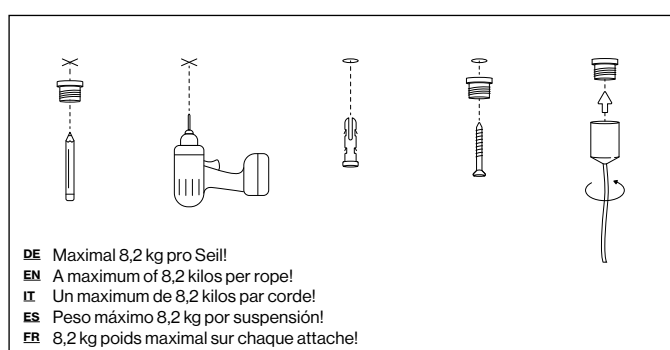 DE Maximal 8,2 kg pro Seil!
EN A maximum of 8,2 kilos per rope!
IT Un maximum de 8,2 kilos par corde!
ES Peso máximo 8,2 kg por suspensión!
FR 8,2 kg poids maximal sur chaque attache!